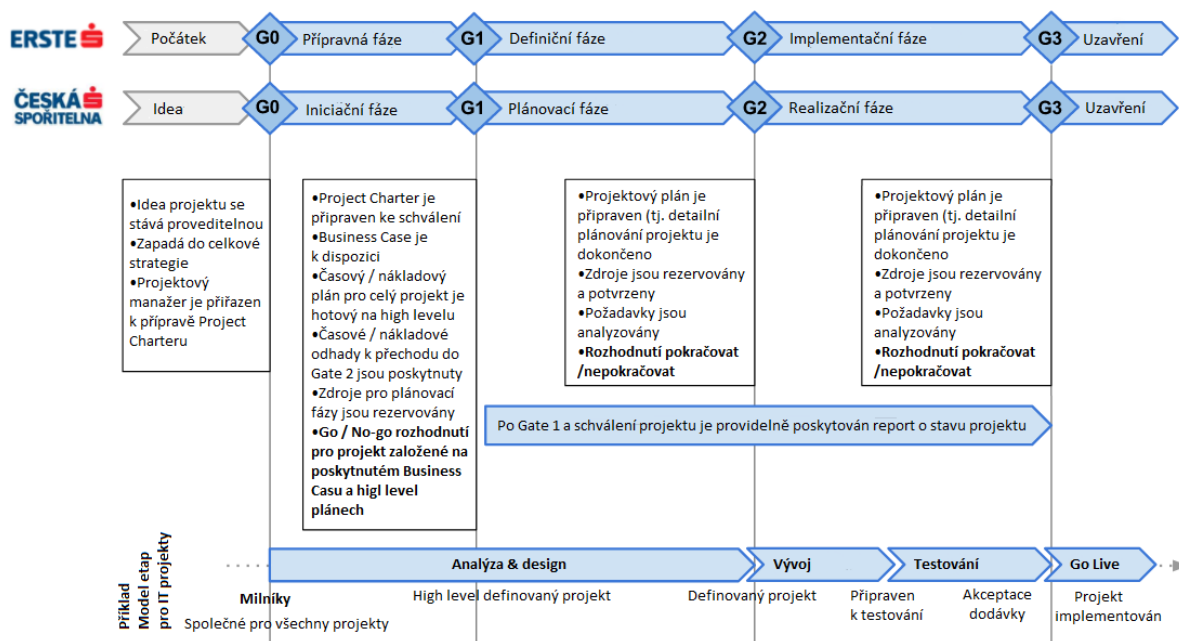 ERSTE
Počátek
G0
Přípravná fáze
G1
Definiční fáze
G2
Implementační fáze
G3
Uzavření
ČESKÁ
SPOŘITELNA
Idea
G0
Iniciační fáze
G1
Plánovací fáze
G2
Realizační fáze
G3
Uzavření
•Idea projektu se
stává proveditelnou
•Zapadá do celkové
strategie
•Projektový
manažer je přiřazen
k přípravě Project
Charteru
•Project Charter je
připraven ke schválení
•Business Case je
k dispozici
•Časový / nákladový
plán pro celý projekt je
hotový na high levelu
•Časové / nákladové
odhady k přechodu do
Gate 2 jsou poskytnuty
•Zdroje pro plánovací
fázy jsou rezervovány
•Go / No-go rozhodnutí
pro projekt založené na
poskytnutém Business
Casu a higl level
plánech
•Projektový plán je
připraven (tj. detailní
plánování projektu je
dokončeno
•Zdroje jsou rezervovány
a potvrzeny
•Požadavky jsou
analyzovány
•Rozhodnutí pokračovat
/nepokračovat
•Projektový plán je
připraven (tj. detailní
plánování projektu je
dokončeno
•Zdroje jsou rezervovány
a potvrzeny
•Požadavky jsou
analyzovány
•Rozhodnutí pokračovat
/nepokračovat
Po Gate 1 a schválení projektu je providelně poskytován report o stavu projektu
Příklad
Model etap
pro IT projekty
Analýza & design
Vývoj
Testování
Go Live
Milníky
Společné pro všechny projekty
High level definovaný projekt
Definovaný projekt
Připraven
k testování
Akceptace
dodávky
Projekt
implementován